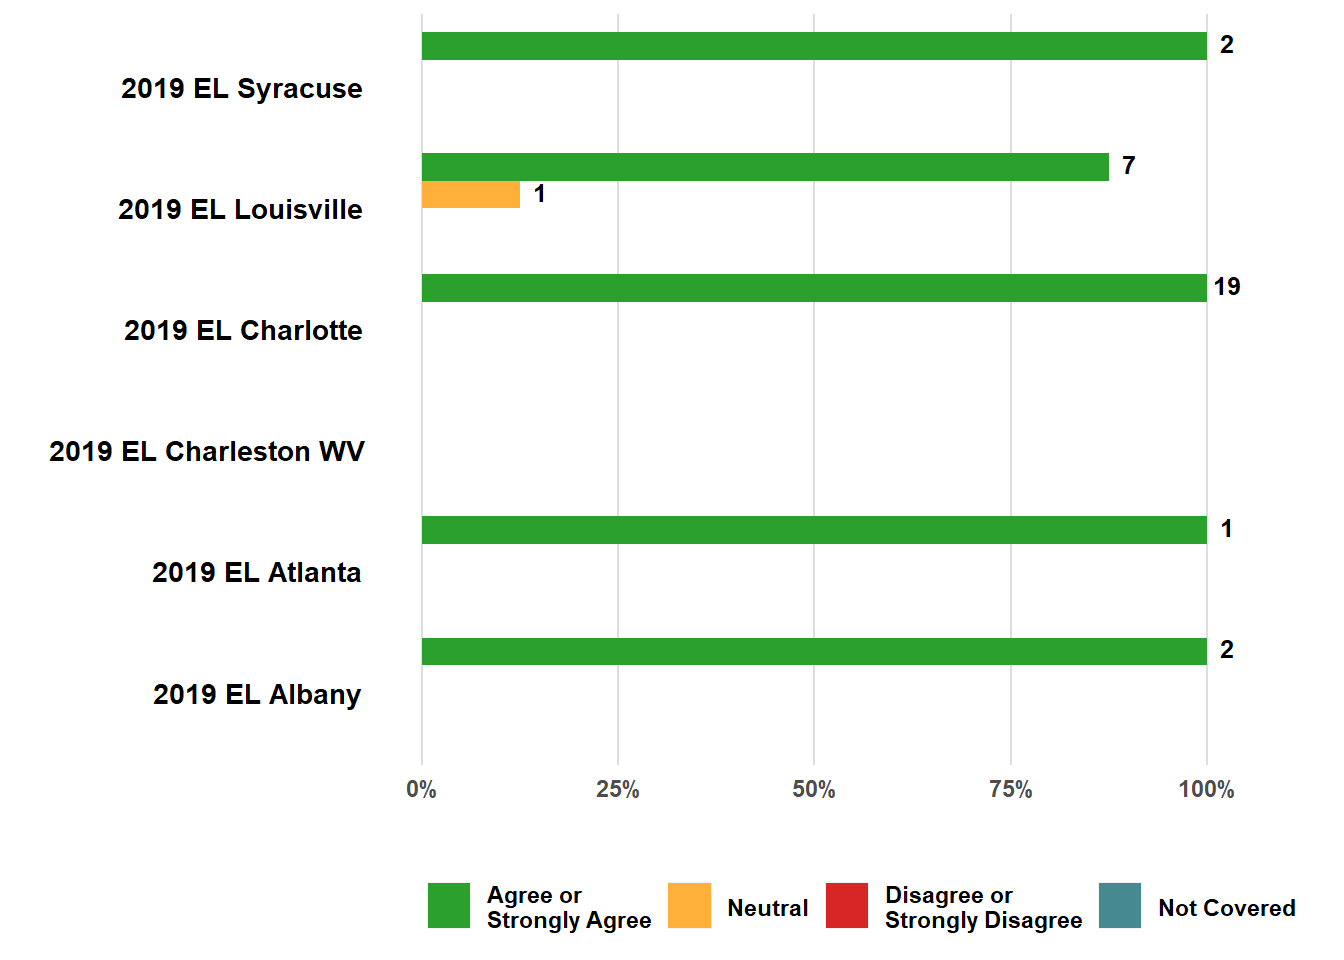 2
2019 EL Syracuse
7
1
2019 EL Louisville
19
2019 EL Charlotte
2019 EL Charleston WV
1
2019 EL Atlanta
2
2019 EL Albany
0% 25% 50% 75% 100%
Agree or
Strongly Agree
Neutral
Disagree or
Strongly Disagree
Not Covered